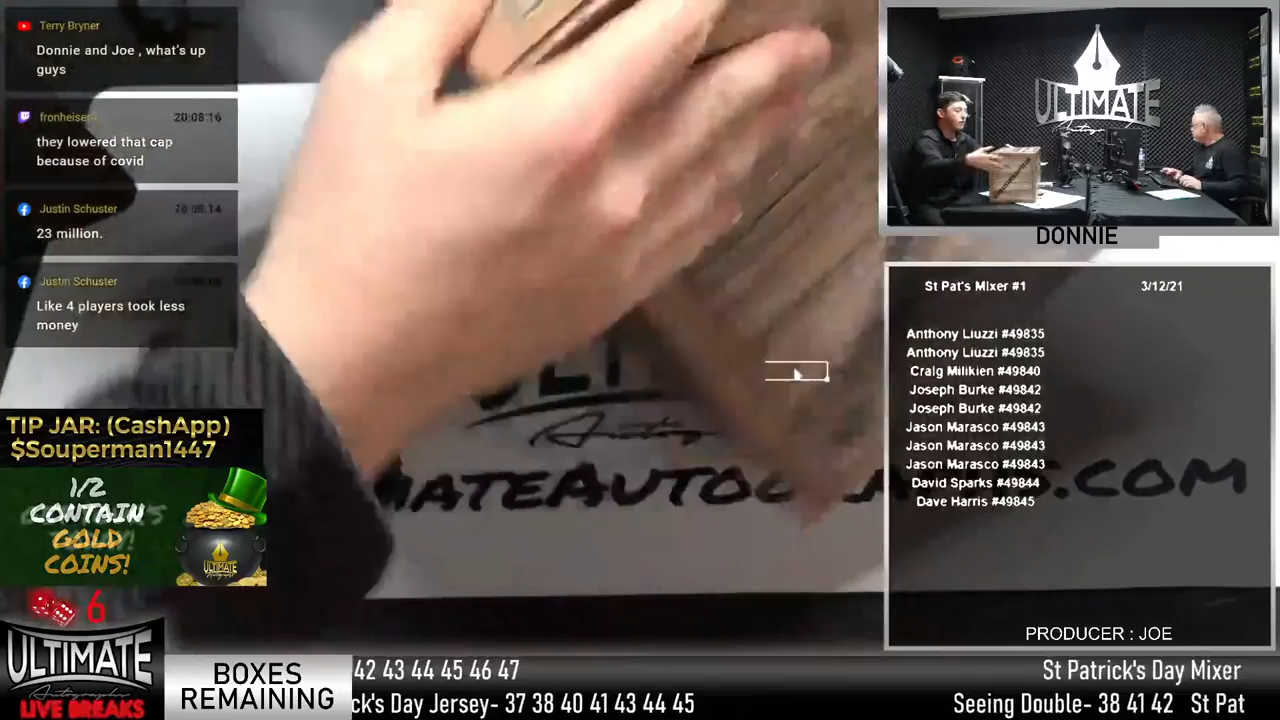 Terry Bryner
Donnie and Joe , what's up
guys
20:08:16
they lowered that cap
because of covid
Justin Schuster
20:08:14
23 million.
Justin Schuster
Like 4 players took less
money
TIP JAR: (CashApp)
$Souperman1447
1/2
CONTAIN
GOLD
COINS!
ULTIMATE
6
ULTIMATE
Autographs
LIVE BREAKS
BOXES
REMAINING
42 43 44 45 46 47
ck's Day Jersey- 37 38 40 41 43 44 45
St Patrick's Day Mixer
Seeing Double- 38 41 42 St Pat
ULTIMATE
DONNIE
St Pat's Mixer #1
3/12/21
Anthony Liuzzi #49835
Anthony Liuzzi #49835
Craig Milikien #49840
Joseph Burke #49842
Joseph Burke #49842
Jason Marasco #49843
Jason Marasco #49843
Jason Marasco #49843
David Sparks #49844
Dave Harris #49845
PRODUCER : JOE
.COM